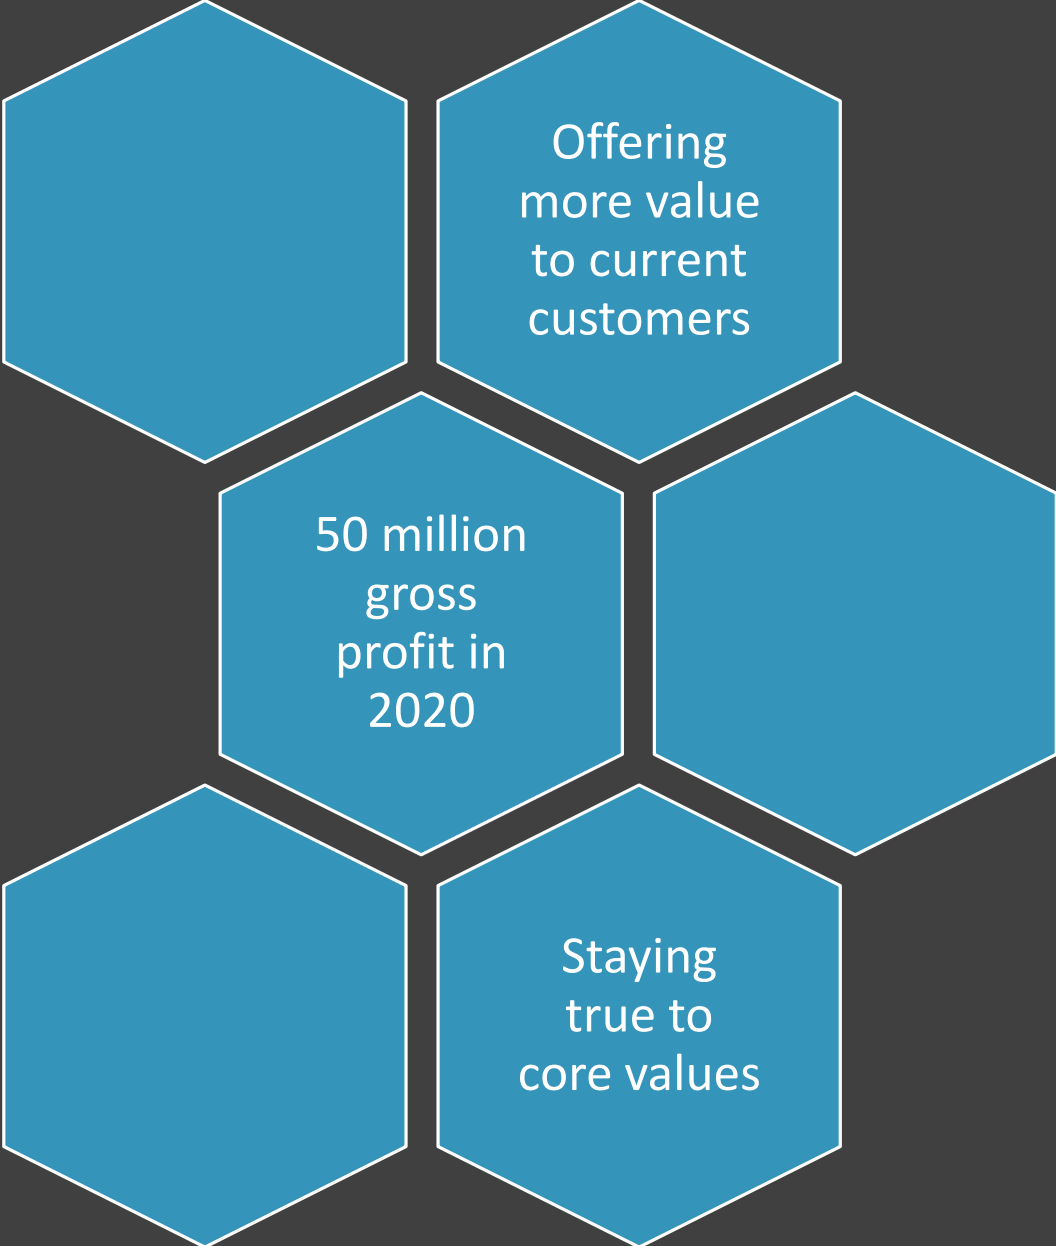 Offering
more value
to current
customers
50 million
gross
profit in
2020
Staying
true to
core values